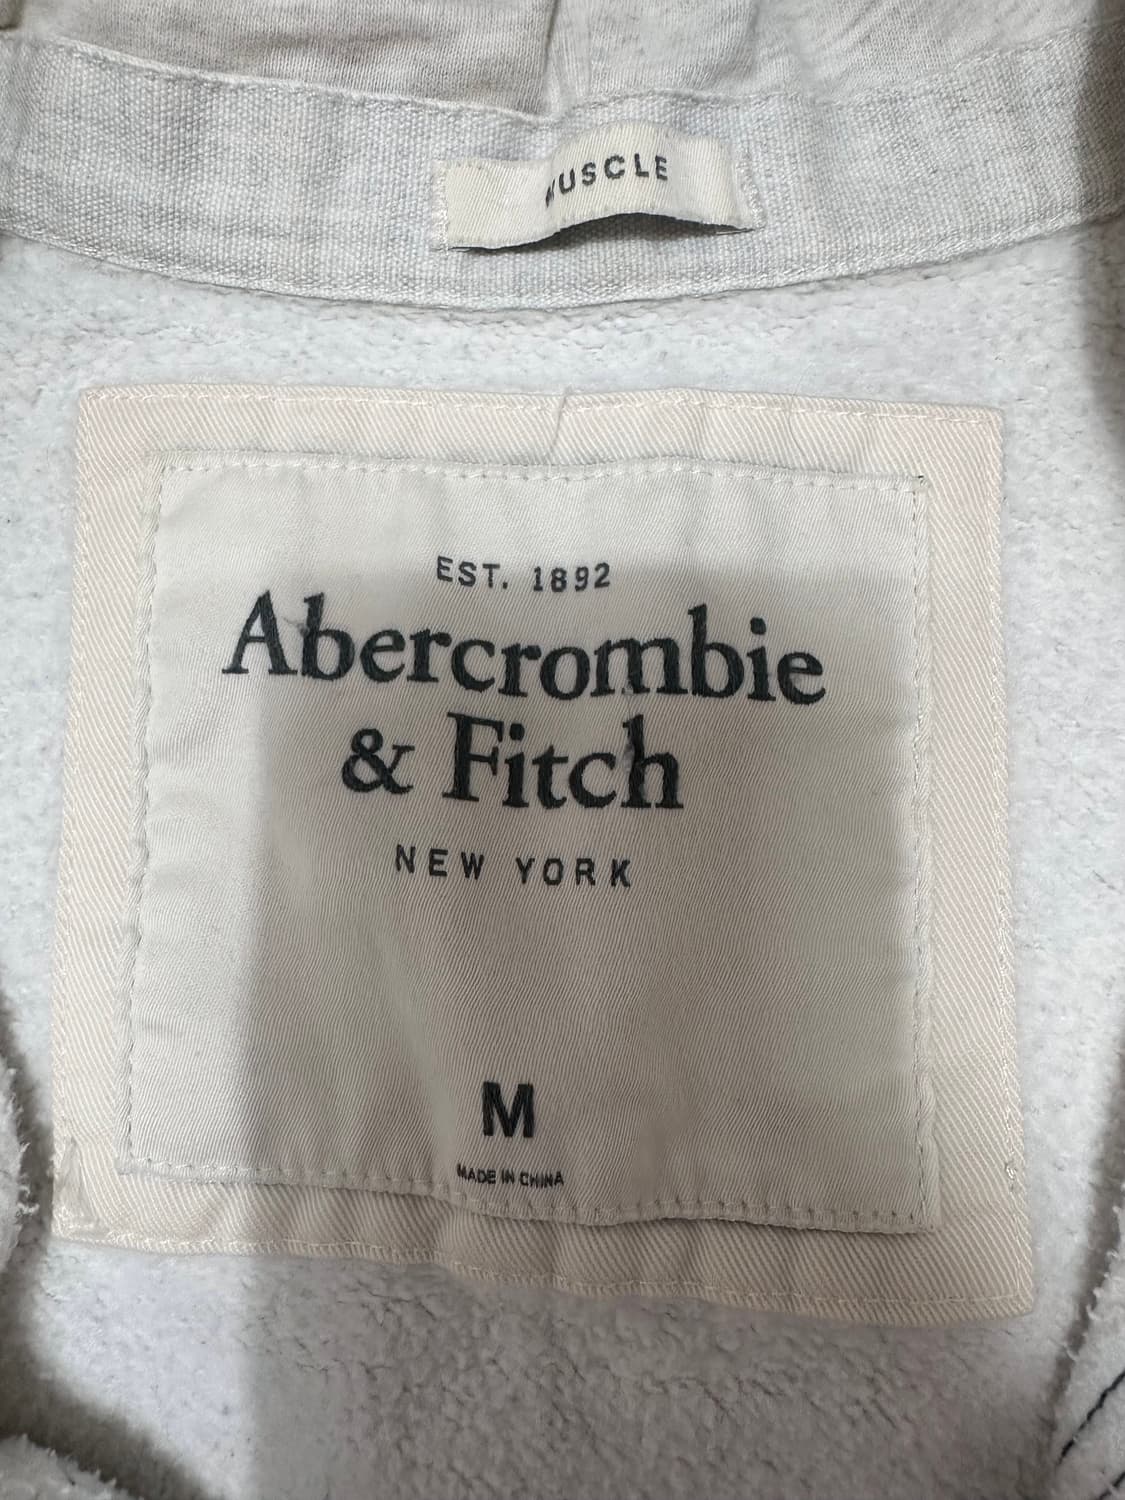 MUSCLE
EST. 1892
Abercrombie
& Fitch
NEW YORK
M
MADE IN CHINA